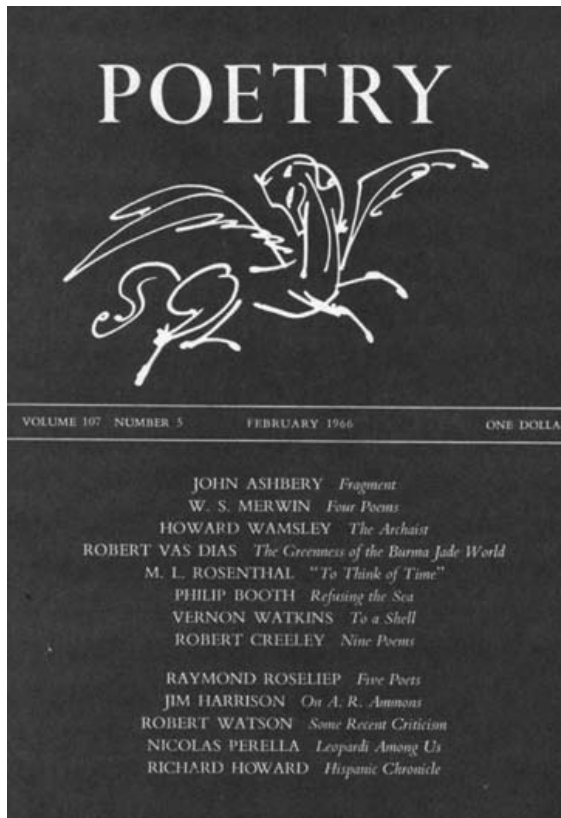 POETRY
VOLUME 107 NUMBER 5 FEBRUARY 1966 ONE DOLLA
JOHN ASHBERY Fragment
W. S. MERWIN Four Poems
HOWARD WAMSLEY The Archaist
ROBERT VAS DIAS The Greenness of the Burma Jade World
M. L. ROSENTHAL "To Think of Time"
PHILIP BOOTH Refusing the Sea
VERNON WATKINS To a Shell
ROBERT CREELEY Nine Poems
RAYMOND ROSELIEP Five Poets
JIM HARRISON On A. R. Ammons
ROBERT WATSON Some Recent Criticism
NICOLAS PERELLA Leopardi Among Us
RICHARD HOWARD Hispanic Chronicle